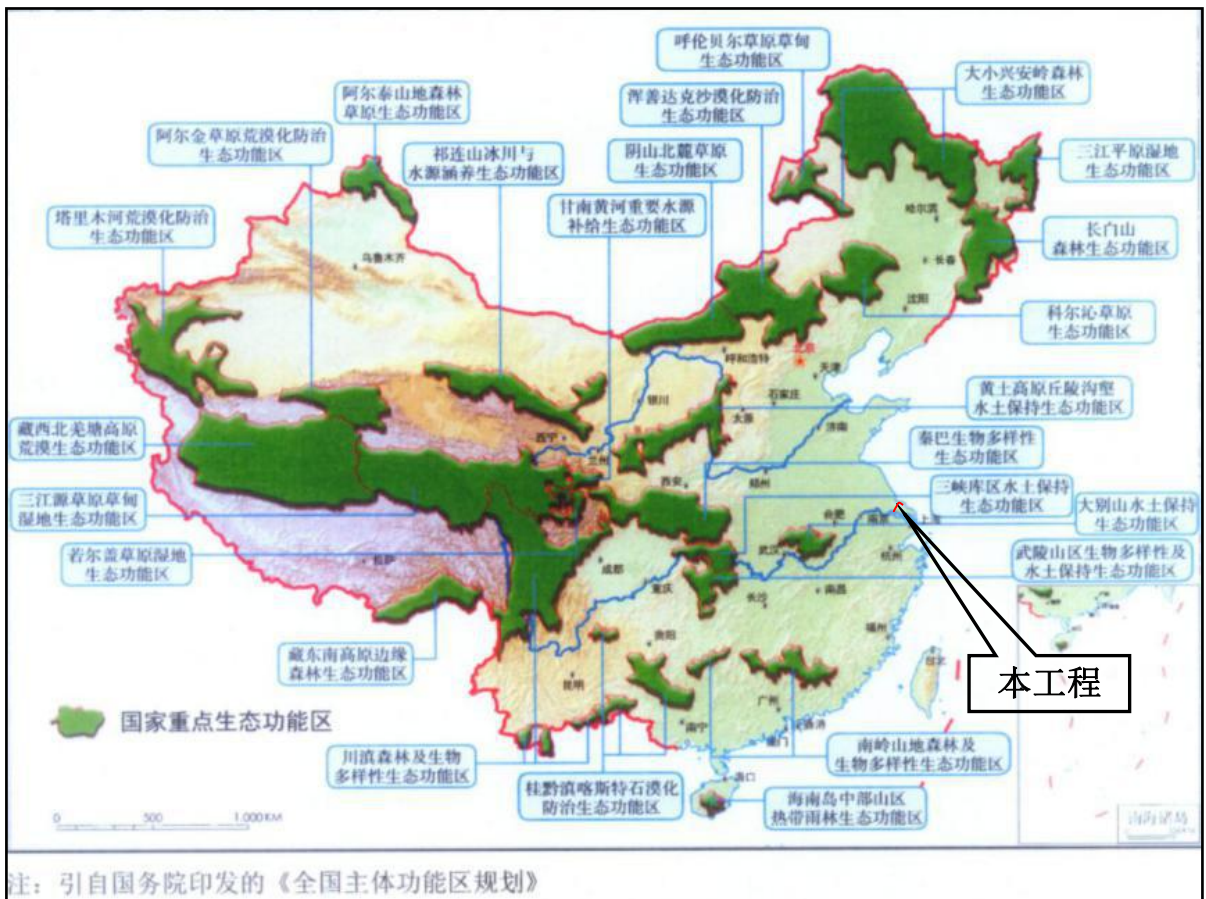 呼伦贝尔草原草甸
生态功能区
大小兴安岭森林
生态功能区
阿尔泰山地森林
草原生态功能区
浑善达克沙漠化防治
生态功能区
阿尔金草原荒漠化防治
生态功能区
祁连山冰川与
水源涵养生态功能区
阴山北麓草原
生态功能区
三江平原湿地
生态功能区
塔里木河荒漠化防治
生态功能区
甘南黄河重要水源
补给生态功能区
长白山
森林生态功能区
哈尔滨
乌鲁木齐
长春
沈阳
科尔沁草原
生态功能区
呼和浩特
北京
天津
银川
石家庄
太原
黄土高原丘陵沟壑
水土保持生态功能区
济南
藏西北羌塘高原
荒漠生态功能区
西宁
兰州
秦巴生物多样性
生态功能区
西安
郑州
三江源草原草甸
湿地生态功能区
三峡库区水土保持
生态功能区
大别山水土保持
生态功能区
合肥
南京
上海
若尔盖草原湿地
生态功能区
武汉
杭州
武陵山区生物多样性及
水土保持生态功能区
拉萨
成都
重庆
长沙
南昌
贵阳
福州
藏东南高原边缘
森林生态功能区
台北
本工程
昆明
国家重点生态功能区
广州
南宁
香港
澳门
川滇森林及生物
多样性生态功能区
南岭山地森林及
生物多样性生态功能区
桂黔滇喀斯特石漠化
防治生态功能区
海口
海南岛中部山区
热带雨林生态功能区
0 500 1,000KM
南海诸岛
注：引自国务院印发的《全国主体功能区规划》